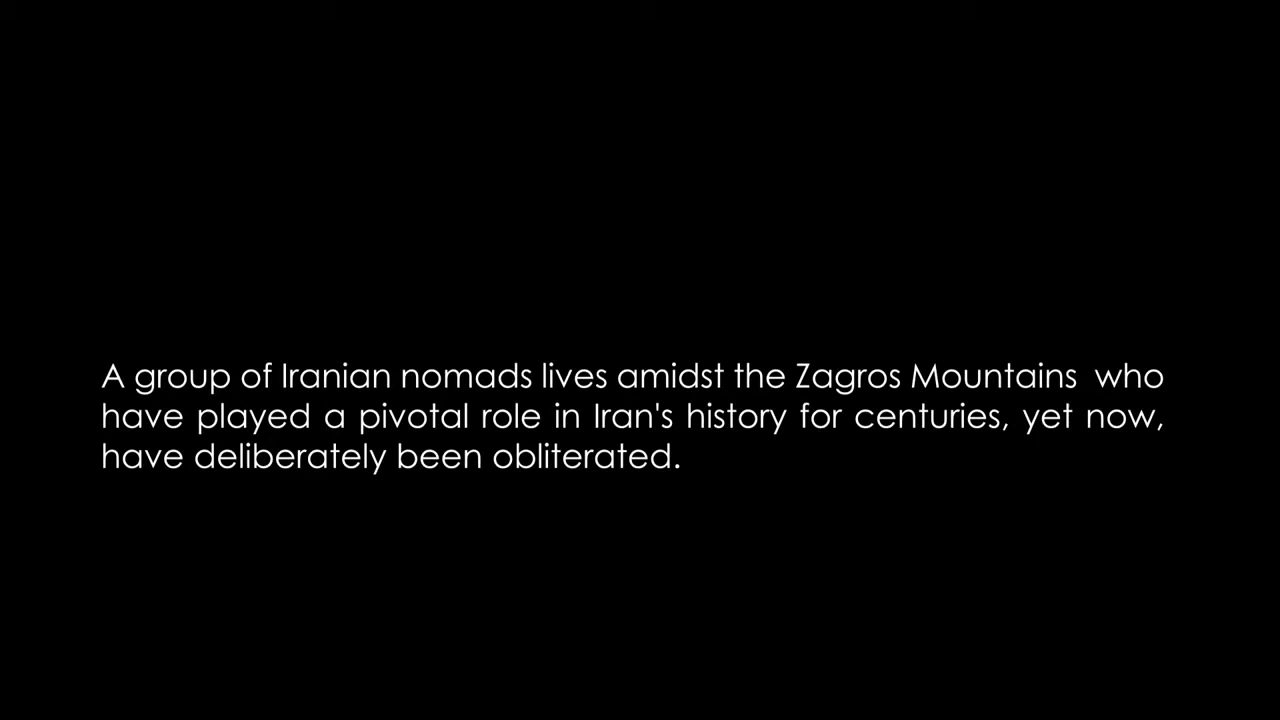 A group of Iranian nomads lives amidst the Zagros Mountains  who
have played a pivotal role in Iran's history for centuries, yet now,
have deliberately been obliterated.